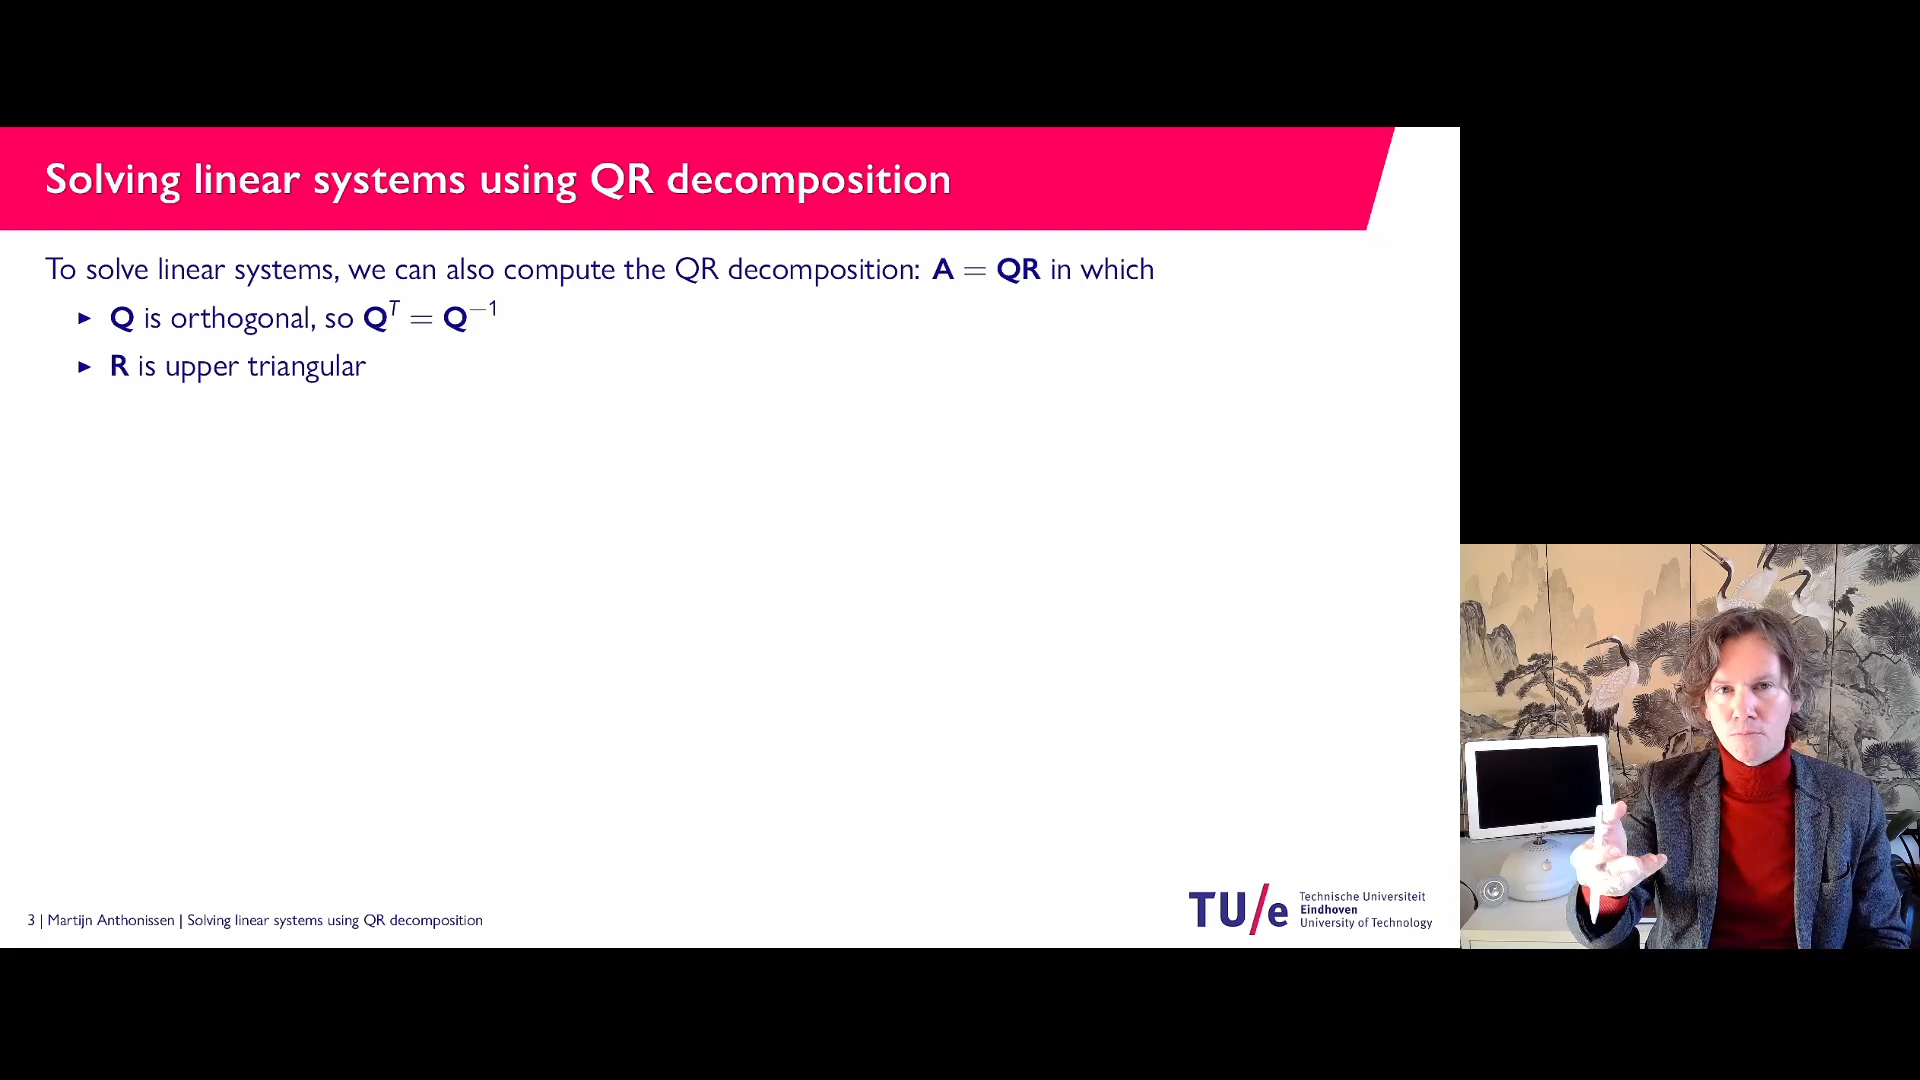 Solving linear systems using QR decomposition
To solve linear systems, we can also compute the QR decomposition: A = QR in which
▸ Q is orthogonal, so Qᵀ = Q⁻¹
▸ R is upper triangular
3 | Martijn Anthonissen | Solving linear systems using QR decomposition
TU/e
Technische Universiteit
Eindhoven
University of Technology